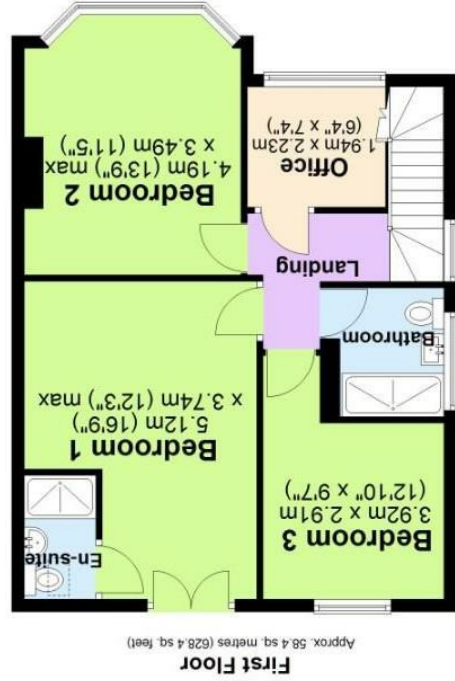 First Floor
Approx. 58.4 sq. metres (628.4 sq. feet)
Bedroom 3
3.92m x 2.91m
(12'10" x 9'7")
En-suite
Bedroom 1
5.12m (16'9")
x 3.74m (12'3") max
Bathroom
Landing
Bedroom 2
4.19m (13'9") max
x 3.49m (11'5")
Office
1.94m x 2.23m
(6'4" x 7'4")